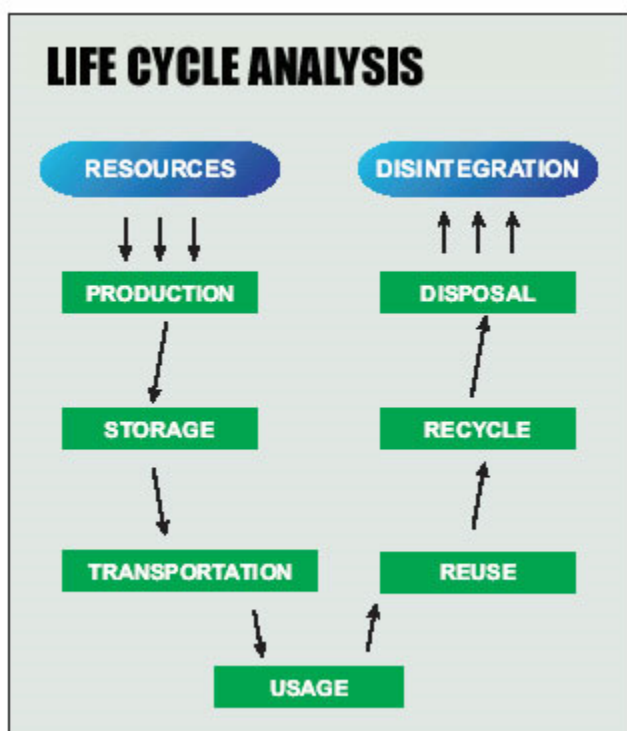 LIFE CYCLE ANALYSIS
RESOURCES
DISINTEGRATION
PRODUCTION
DISPOSAL
STORAGE
RECYCLE
TRANSPORTATION
REUSE
USAGE